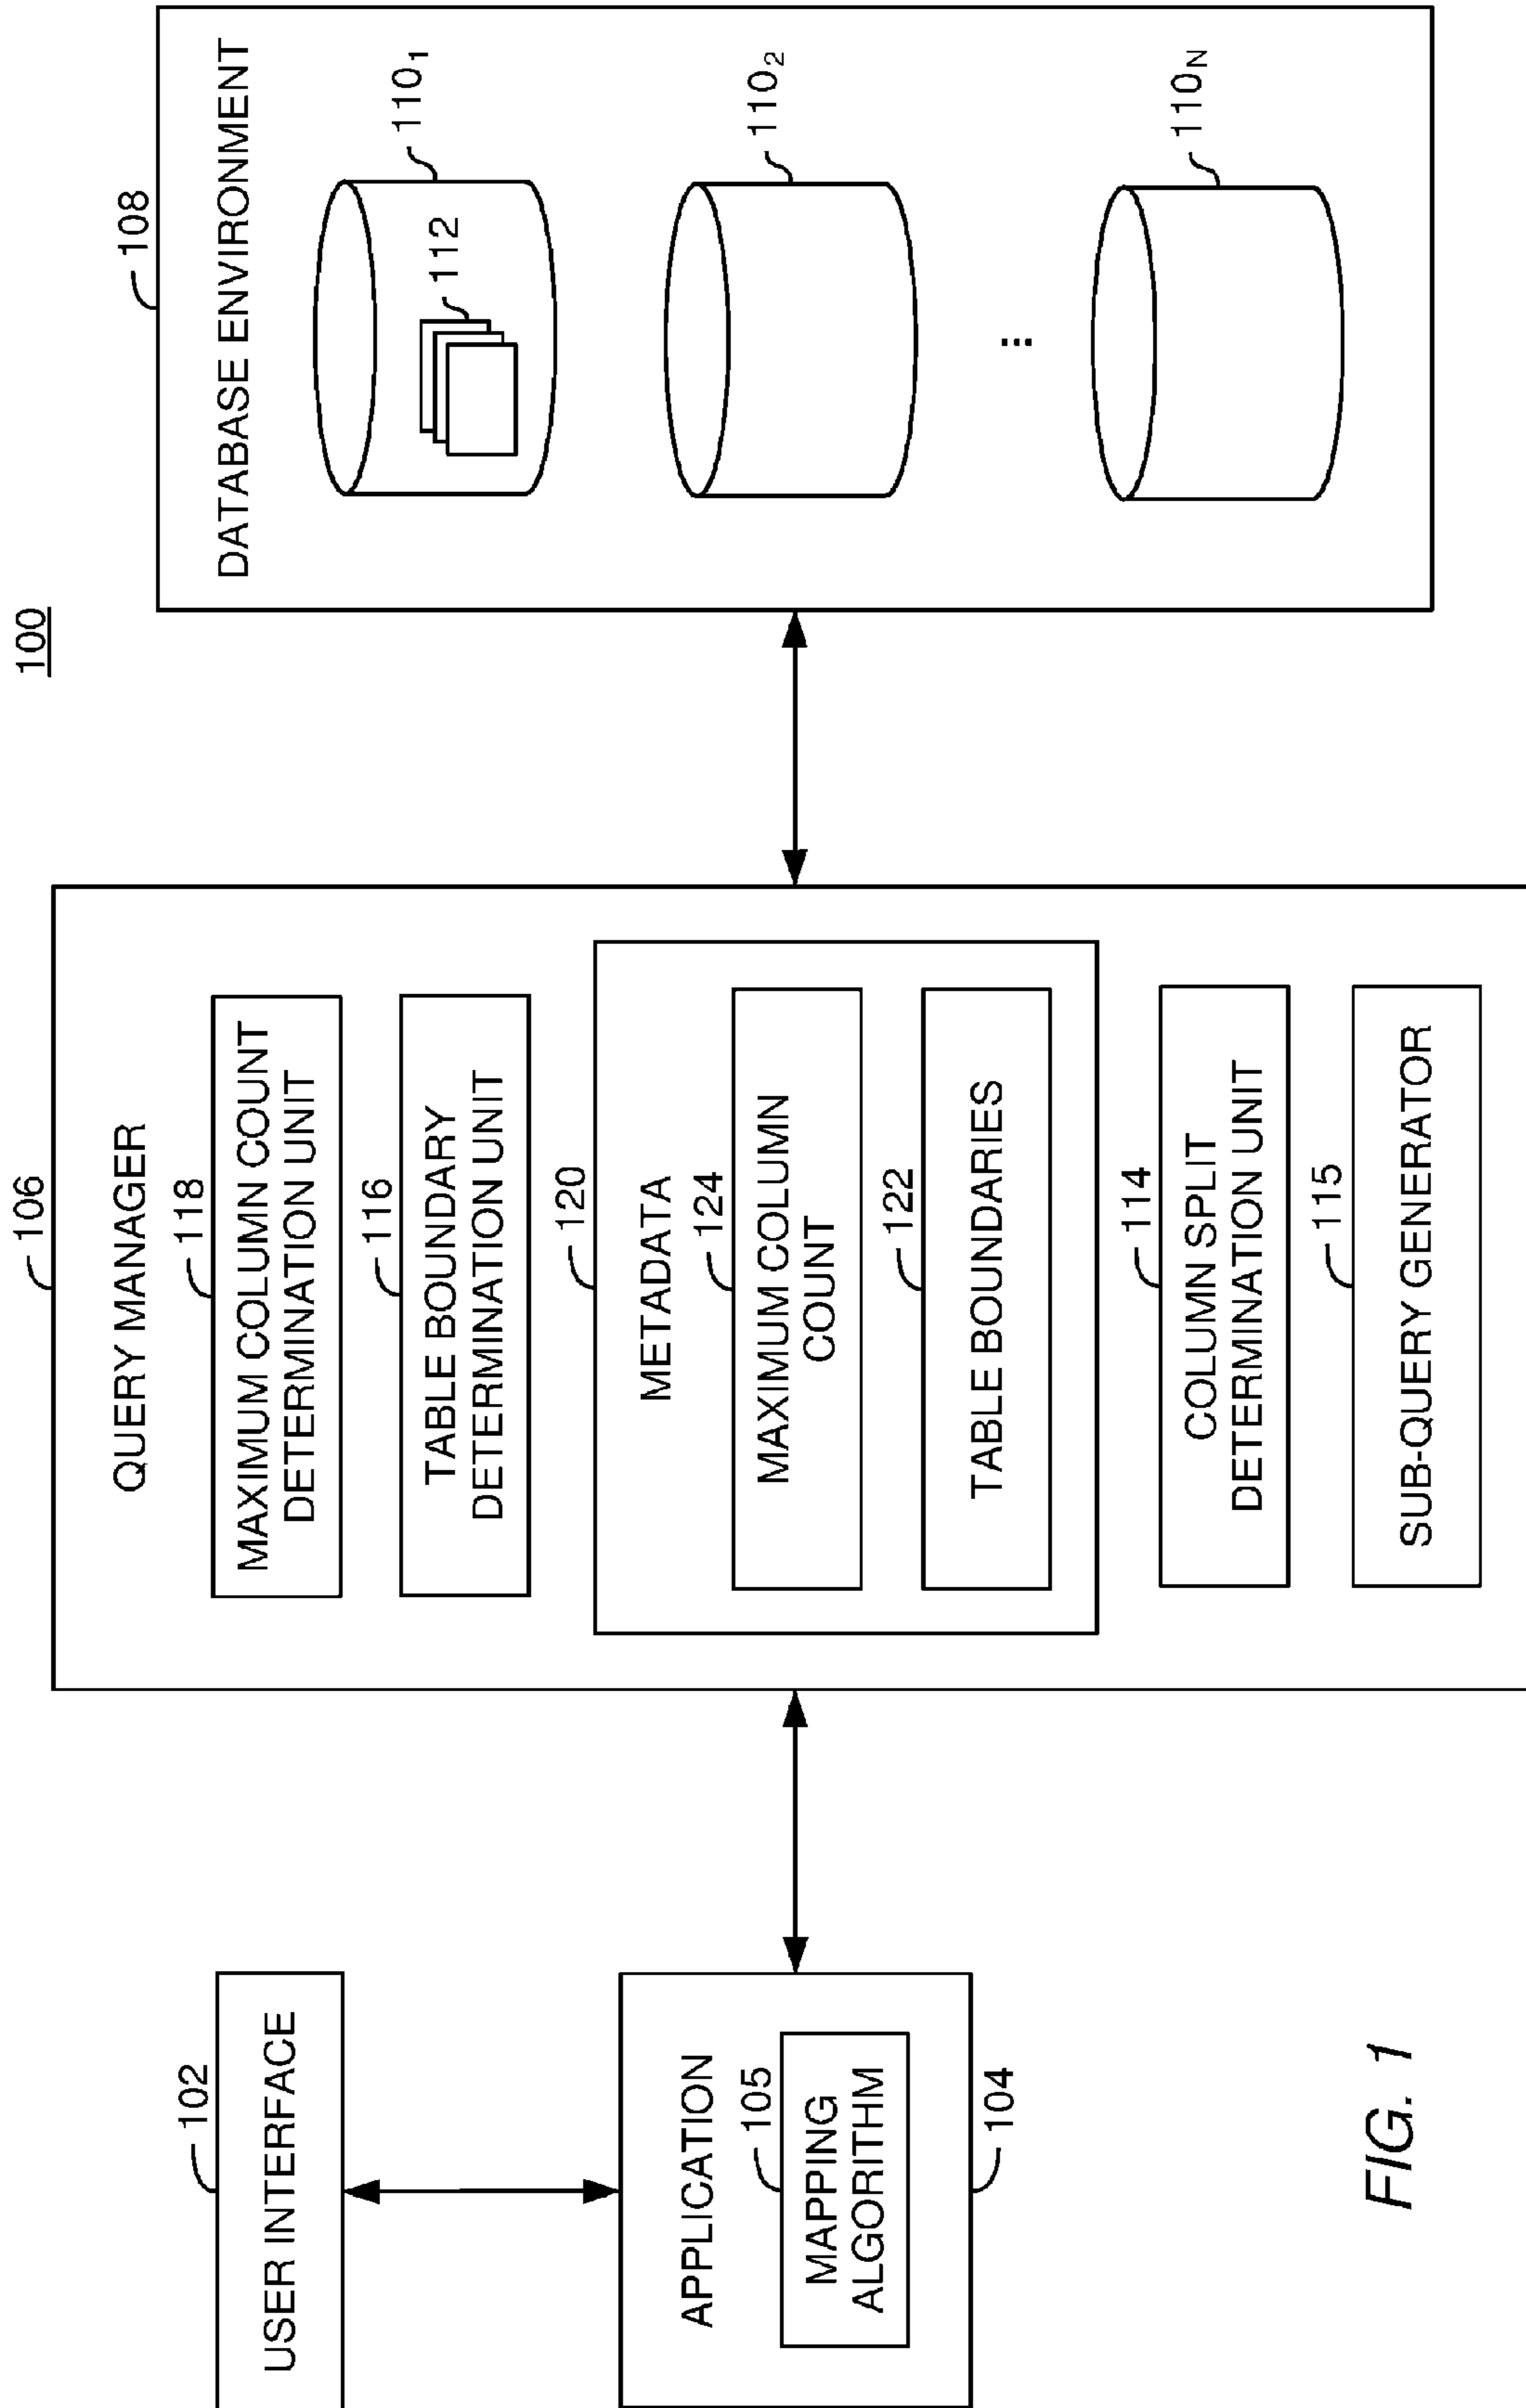 100
102
USER INTERFACE
APPLICATION
105
MAPPING
ALGORITHM
104
106
QUERY MANAGER
118
MAXIMUM COLUMN COUNT
DETERMINATION UNIT
116
TABLE BOUNDARY
DETERMINATION UNIT
120
METADATA
124
MAXIMUM COLUMN
COUNT
122
TABLE BOUNDARIES
114
COLUMN SPLIT
DETERMINATION UNIT
115
SUB-QUERY GENERATOR
108
DATABASE ENVIRONMENT
110₁
112
110₂
⋮
110N
FIG. 1